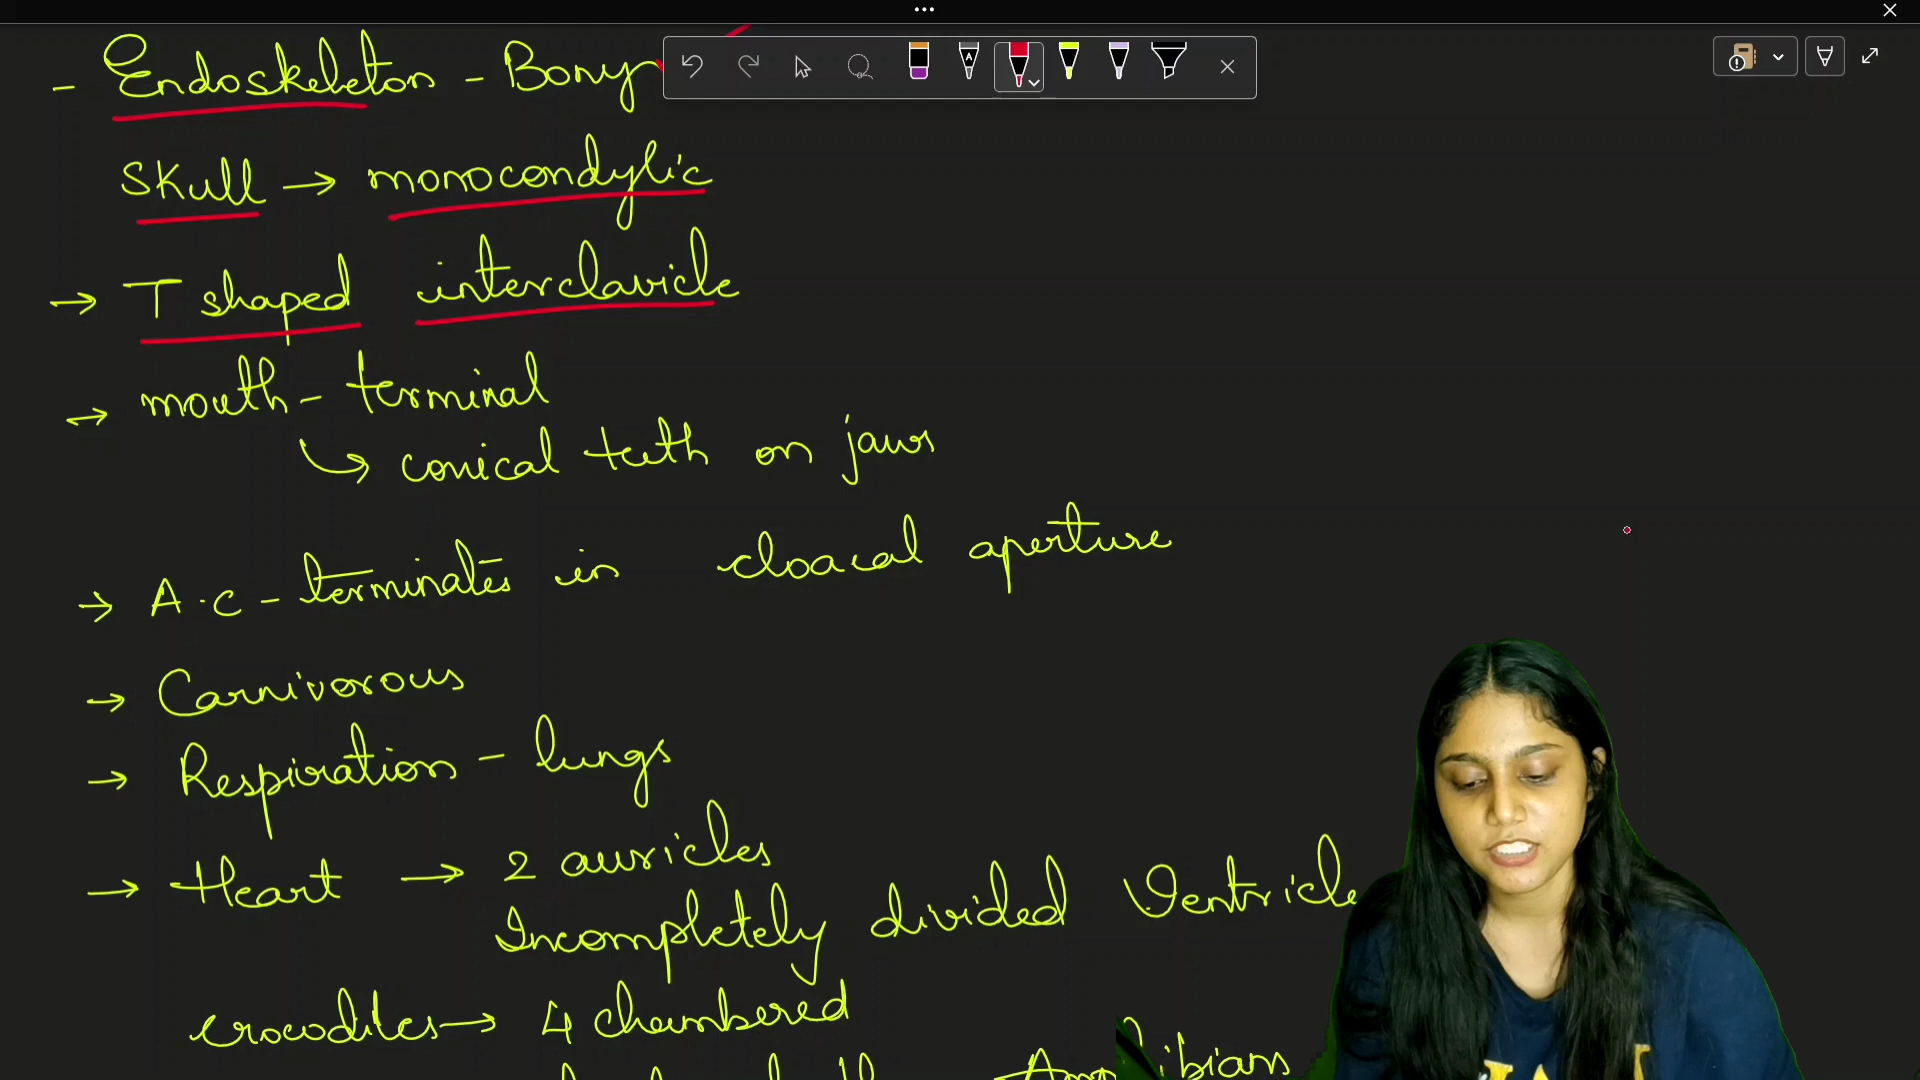 - Endoskeleton - Bony
Skull → monocondylic
→ T shaped interclavicle
→ mouth - terminal
↳ conical teeth on jaws
→ A.C - terminates in cloacal aperture
→ Carnivorous
→ Respiration - lungs
→ Heart → 2 auricles
Incompletely divided Ventricle
crocodiles → 4 chambered